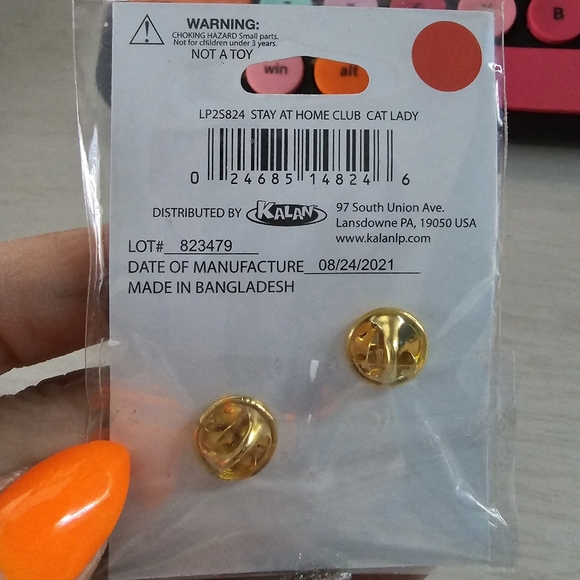 WARNING:
CHOKING HAZARD Small parts.
Not for children under 3 years.
NOT A TOY
win
alt
LP2S824 STAY AT HOME CLUB CAT LADY
0 24685 14824 6
DISTRIBUTED BY KALAN
97 South Union Ave.
Lansdowne PA, 19050 USA
www.kalanlp.com
LOT# 823479
DATE OF MANUFACTURE 08/24/2021
MADE IN BANGLADESH